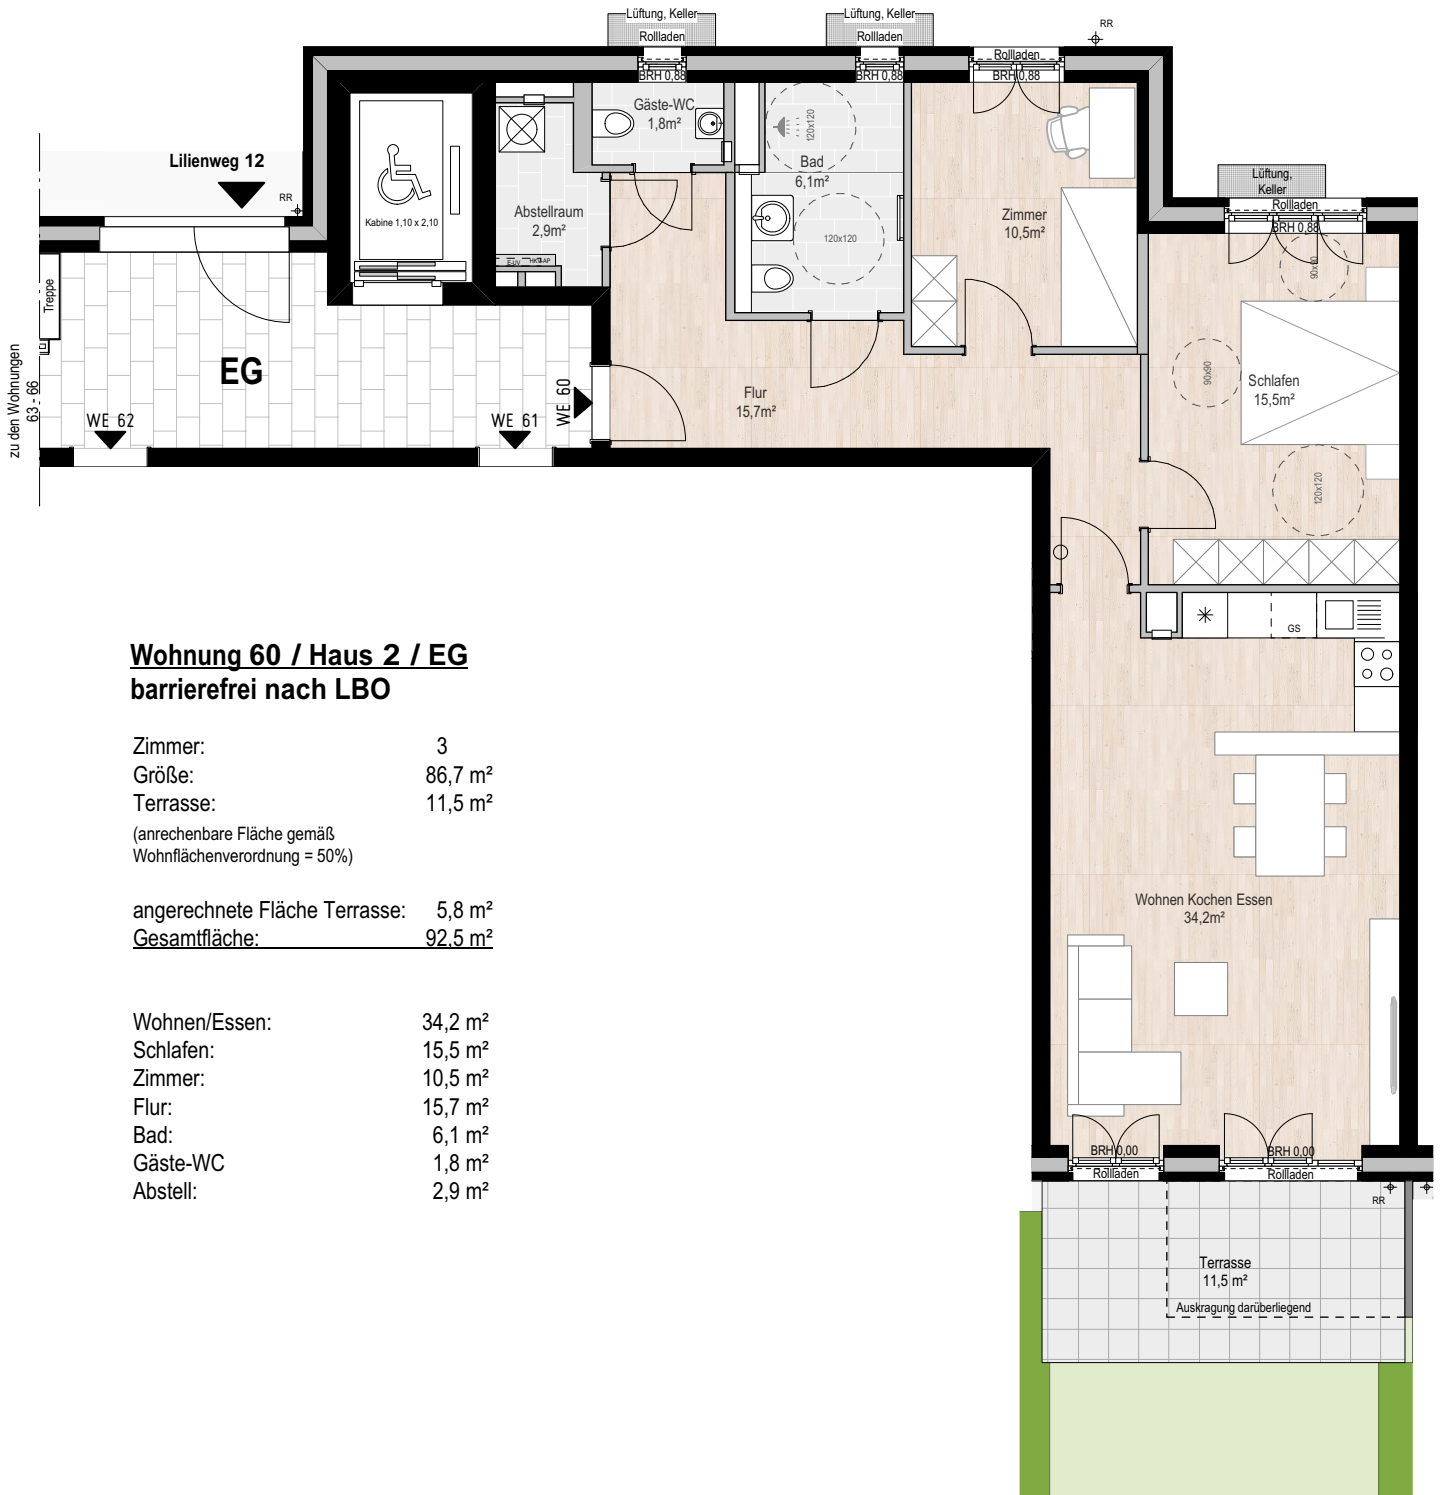 Lüftung, Keller
Rollladen
BRH 0,88
Lüftung, Keller
Rollladen
BRH 0,88
Rollladen
BRH 0,88
RR
Lilienweg 12
RR
Kabine 1,10 x 2,10
Gäste-WC
1,8m²
Abstellraum
2,9m²
E-UV
120x120
Bad
6,1m²
120x120
Zimmer
10,5m²
Lüftung,
Keller
Rollladen
BRH 0,88
90x90
90x90
Schlafen
15,5m²
120x120
Treppe
zu den Wohnungen
63 - 66
EG
WE 62
WE 61
WE 60
Flur
15,7m²
GS
Wohnung 60 / Haus 2 / EG
barrierefrei nach LBO
Zimmer: 3
Größe: 86,7 m²
Terrasse: 11,5 m²
(anrechenbare Fläche gemäß
Wohnflächenverordnung = 50%)
angerechnete Fläche Terrasse: 5,8 m²
Gesamtfläche: 92,5 m²
Wohnen/Essen: 34,2 m²
Schlafen: 15,5 m²
Zimmer: 10,5 m²
Flur: 15,7 m²
Bad: 6,1 m²
Gäste-WC 1,8 m²
Abstell: 2,9 m²
Wohnen Kochen Essen
34,2m²
BRH 0,00
Rollladen
BRH 0,00
Rollladen
RR
Terrasse
11,5 m²
Auskragung darüberliegend